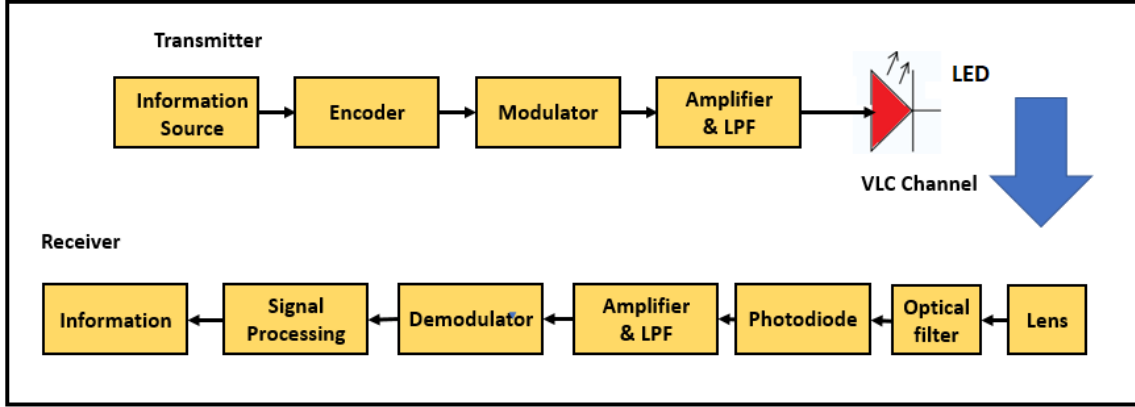 Transmitter
Information
Source
Encoder
Modulator
Amplifier
& LPF
LED
VLC Channel
Receiver
Information
Signal
Processing
Demodulator
Amplifier
& LPF
Photodiode
Optical
filter
Lens